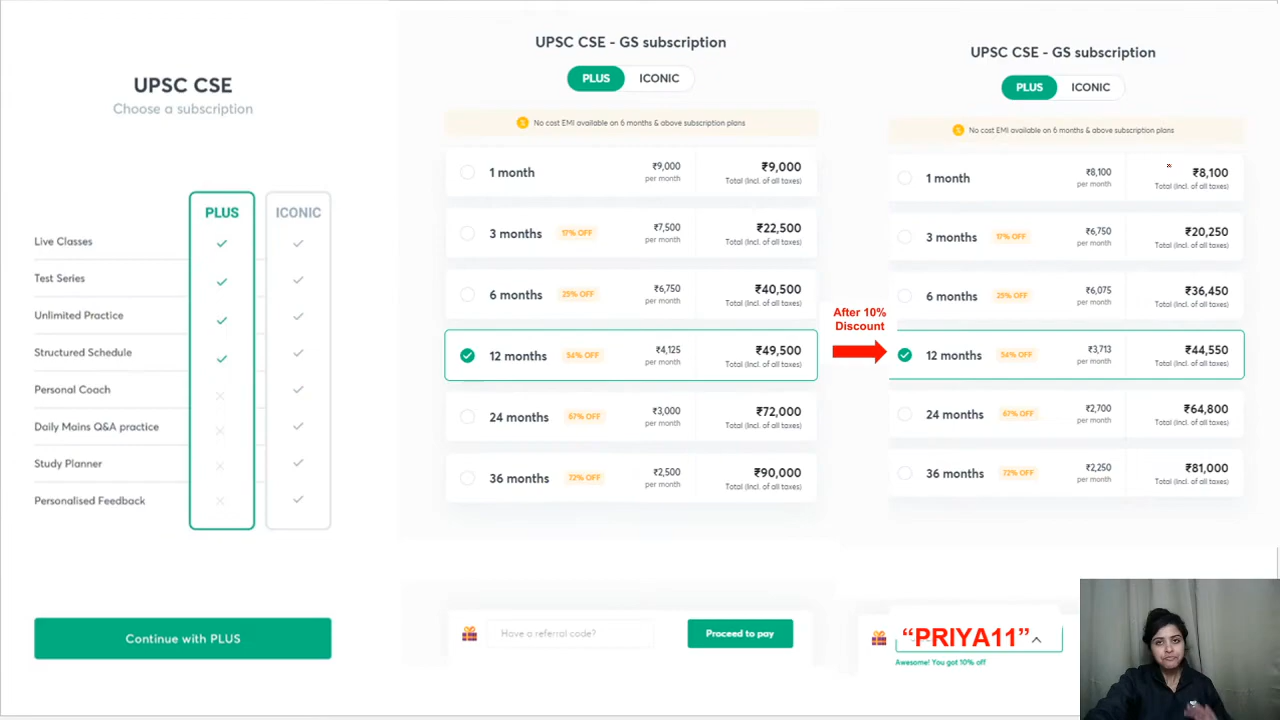 UPSC CSE
Choose a subscription
PLUS
ICONIC
Live Classes
Test Series
Unlimited Practice
Structured Schedule
Personal Coach
Daily Mains Q&A practice
Study Planner
Personalised Feedback
Continue with PLUS
UPSC CSE - GS subscription
PLUS
ICONIC
No cost EMI available on 6 months & above subscription plans
1 month ₹9,000 ₹9,000
per month Total (Incl. of all taxes)
3 months 17% OFF ₹7,500 ₹22,500
per month Total (Incl. of all taxes)
6 months 25% OFF ₹6,750 ₹40,500
per month Total (Incl. of all taxes)
12 months 54% OFF ₹4,125 ₹49,500
per month Total (Incl. of all taxes)
24 months 67% OFF ₹3,000 ₹72,000
per month Total (Incl. of all taxes)
36 months 72% OFF ₹2,500 ₹90,000
per month Total (Incl. of all taxes)
Have a referral code?
Proceed to pay
After 10%
Discount
UPSC CSE - GS subscription
PLUS
ICONIC
No cost EMI available on 6 months & above subscription plans
1 month ₹8,100 ₹8,100
per month Total (Incl. of all taxes)
3 months 17% OFF ₹6,750 ₹20,250
per month Total (Incl. of all taxes)
6 months 25% OFF ₹6,075 ₹36,450
per month Total (Incl. of all taxes)
12 months 54% OFF ₹3,713 ₹44,550
per month Total (Incl. of all taxes)
24 months 67% OFF ₹2,700 ₹64,800
per month Total (Incl. of all taxes)
36 months 72% OFF ₹2,250 ₹81,000
per month Total (Incl. of all taxes)
“PRIYA11”
Awesome! You got 10% off